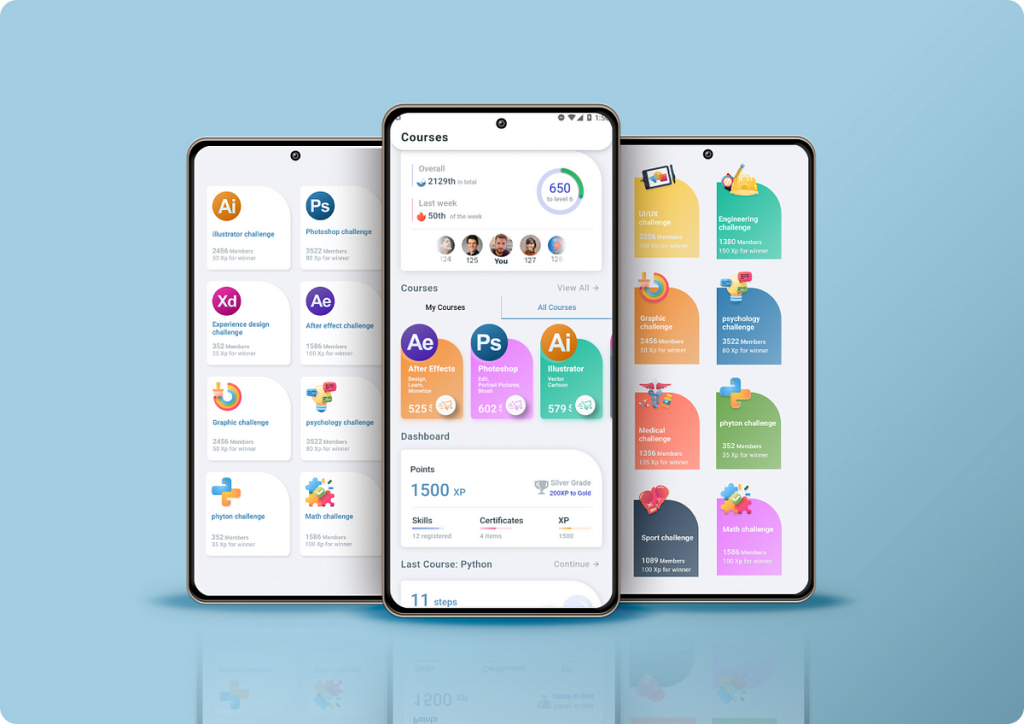 Ai
illustrator challenge
2456 Members
50 Xp for winner
Ps
Photoshop challenge
3522 Members
80 Xp for winner
Xd
Experience design
challenge
352 Members
35 Xp for winner
Ae
After effect challenge
1586 Members
100 Xp for winner
Graphic challenge
2456 Members
50 Xp for winner
psychology challenge
3522 Members
80 Xp for winner
phyton challenge
352 Members
35 Xp for winner
Math challenge
1586 Members
100 Xp for winner
Courses
Overall
2129th in total
Last week
50th of the week
650
to level 6
124
125
You
127
128
Courses
View All →
My Courses
All Courses
Ae
After Effects
Design,
Learn,
Monetize
525 $
Ps
Photoshop
Edit,
Portrait Pictures,
Brush
602 $
Ai
Illustrator
Vector
Cartoon
579 $
Dashboard
Points
1500 XP
Silver Grade
200XP to Gold
Skills
12 registered
Certificates
4 items
XP
1500
Last Course: Python
Continue →
11 steps
UI/UX
challenge
2356 Members
Engineering
challenge
1380 Members
150 Xp for winner
Graphic
challenge
2456 Members
50 Xp for winner
psychology
challenge
3522 Members
80 Xp for winner
Medical
challenge
1356 Members
135 Xp for winner
phyton challenge
352 Members
35 Xp for winner
Sport challenge
1089 Members
100 Xp for winner
Math challenge
1586 Members
100 Xp for winner